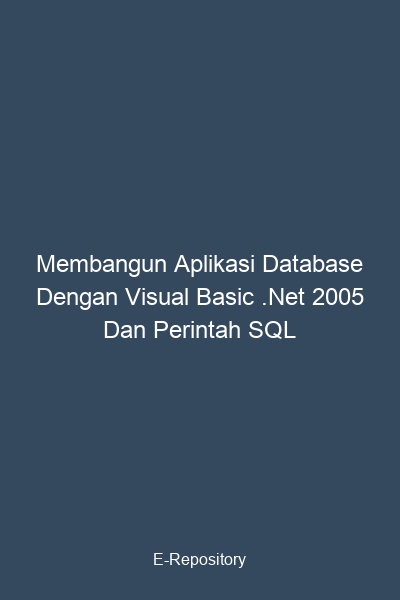 Membangun Aplikasi Database
Dengan Visual Basic .Net 2005
Dan Perintah SQL
E-Repository